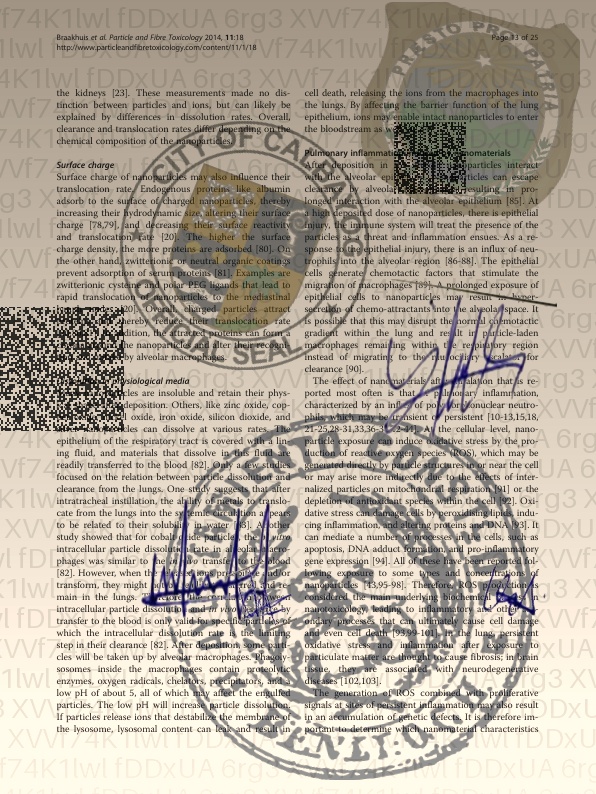 Braakhuis et al. Particle and Fibre Toxicology 2014, 11:18
http://www.particleandfibretoxicology.com/content/11/1/18
Page 13 of 25
the kidneys [23]. These measurements made no dis-
tinction between particles and ions, but can likely be
explained by differences in dissolution rates. Overall,
clearance and translocation rates differ depending on the
chemical composition of the nanoparticles.
Surface charge
Surface charge of nanoparticles may also influence their
translocation rate. Endogenous proteins like albumin
adsorb to the surface of charged nanoparticles, thereby
increasing their hydrodynamic size, altering their surface
charge [78,79], and decreasing their surface reactivity
and translocation rate [20]. The higher the surface
charge density, the more proteins are adsorbed [80]. On
the other hand, zwitterionic or neutral organic coatings
prevent adsorption of serum proteins [81]. Examples are
zwitterionic cysteine and polar PEG ligands that lead to
rapid translocation of nanoparticles to the mediastinal
20]. Overall, charged particles attract
thereby reduce their translocation rate
addition, the attached proteins can form a
the nanoparticles and alter their recogni-
by alveolar macrophages.
physiological media
particles are insoluble and retain their phys-
deposition. Others, like zinc oxide, cop-
oxide, iron oxide, silicon dioxide, and
particles can dissolve at various rates. The
epithelium of the respiratory tract is covered with a lin-
ing fluid, and materials that dissolve in this fluid are
readily transferred to the blood [82]. Only a few studies
focused on the relation between particle dissolution and
clearance from the lungs. One study suggests that after
intratracheal instillation, the ability of metals to translo-
cate from the lungs into the systemic circulation appears
to be related to their solubility in water [83]. Another
study showed that for cobalt oxide particles, the
intracellular particle dissolution rate in alveolar macro-
phages was similar to the transfer to the blood
[82]. However, when the and/or
transform, they might be and re-
main in the lungs. Therefore, the between
intracellular particle dissolution and in vivo by
transfer to the blood is only valid for specific particles of
which the intracellular dissolution is the limiting
step in their clearance [82]. After deposition, nanoparti-
cles will be taken up by alveolar macrophages. Phagoly-
sosomes inside the macrophages contain proteolytic
enzymes, oxygen radicals, chelators, precipitators, and a
low pH of about 5, all of which may affect the engulfed
particles. The low pH will increase particle dissolution.
If particles release ions that destabilize the membrane of
the lysosome, lysosomal content can leak and result in
cell death, releasing the ions from the macrophages into
the lungs. By affecting the barrier function of the lung
epithelium, ions may enable intact nanoparticles to enter
the bloodstream as
Pulmonary inflammation nanomaterials
After deposition in nanoparticles interact
with the alveolar particles can escape
clearance by alveolar resulting in pro-
longed interaction with the alveolar epithelium [85]. At
a high deposited dose of nanoparticles, there is epithelial
injury, the immune system will treat the presence of the
particles as a threat and inflammation ensues. As a re-
sponse to the epithelial injury, there is an influx of neu-
trophils into the alveolar region [86-88]. The epithelial
cells generate chemotactic factors that stimulate the
migration of macrophages [89]. A prolonged exposure of
epithelial cells to nanoparticles may result in hyper-
secretion of chemo-attractants into the alveolar space. It
is possible that this may disrupt the normal chemotactic
gradient within the lung and result in particle-laden
macrophages remaining within the pulmonary region
instead of migrating to the mucociliary escalator for
clearance [90].
The effect of nanomaterials after inhalation that is re-
ported most often is that of pulmonary inflammation,
characterized by an influx of polymorphonuclear neutro-
phils, which may be transient or persistent [10-13,15,18,
21-25,28-31,33,36-37, At the cellular level, nano-
particle exposure can induce oxidative stress by the pro-
duction of reactive oxygen species (ROS), which may be
generated directly by particle structures on or near the cell
or may arise more indirectly due to the effects of inter-
nalized particles on mitochondrial respiration [91] or the
depletion of antioxidant species within the cell [92]. Oxi-
dative stress can damage cells by peroxidising lipids, indu-
cing inflammation, and altering proteins and DNA [93]. It
can mediate a number of processes in the cells, such as
apoptosis, DNA adduct formation and pro-inflammatory
gene expression [94]. All of these have been reported fol-
lowing exposure to some types and concentrations of
nanoparticles [43,95-98]. Therefore, ROS production is
considered the main underlying biochemical process in
nanotoxicology, leading to inflammatory and other sec-
ondary processes that can ultimately cause cell damage
and even cell death [93,99-101]. In the lung, persistent
oxidative stress and inflammation after exposure to
particulate matter are thought to cause fibrosis; in brain
tissue, they are associated with neurodegenerative
diseases [102,103].
The generation of ROS combined with proliferative
signals at sites of persistent inflammation may also result
in an accumulation of genetic defects. It is therefore im-
portant to determine which nanomaterial characteristics